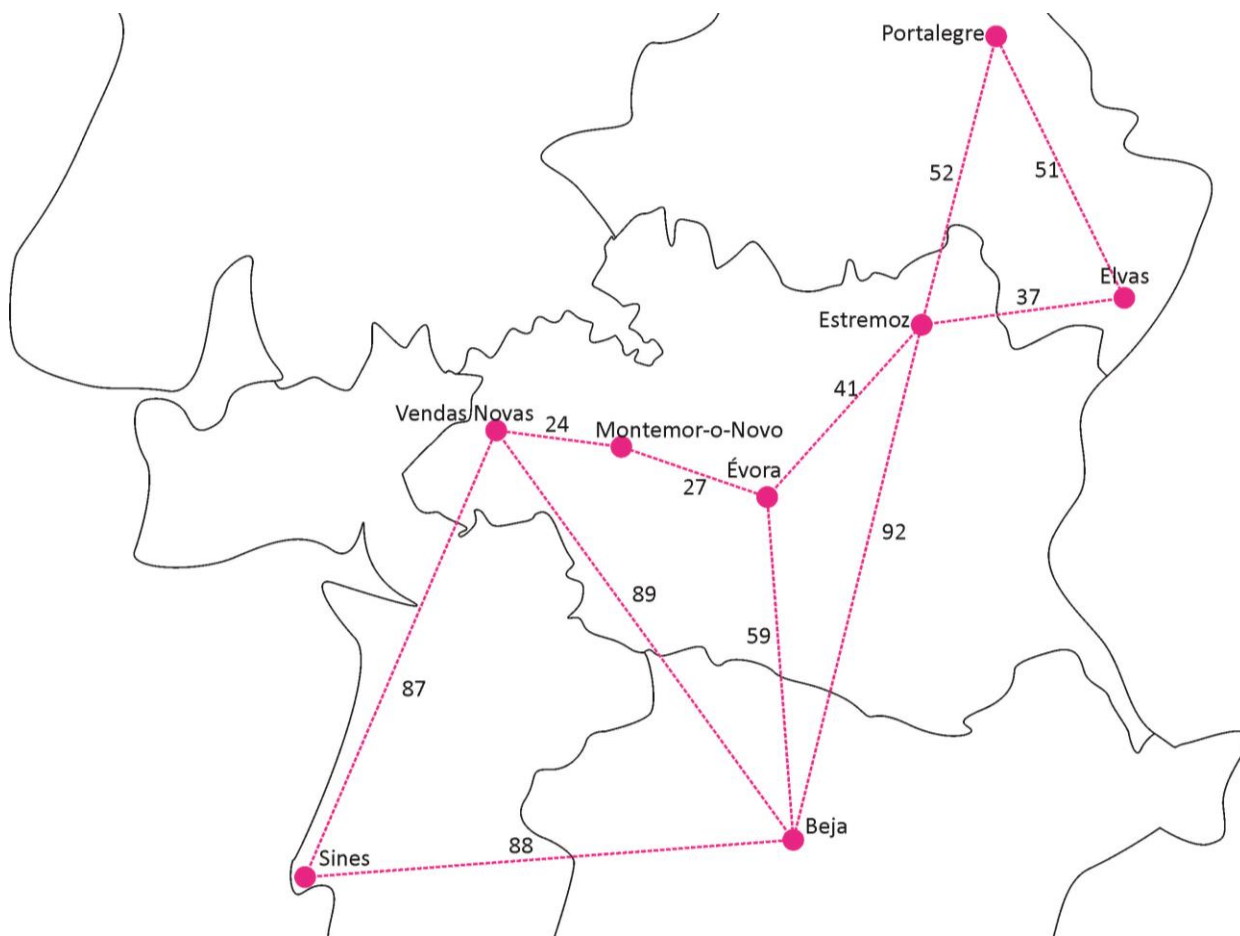 Portalegre
52
51
Elvas
37
Estremoz
41
Vendas Novas
24
Montemor-o-Novo
Évora
27
92
89
59
87
Beja
88
Sines